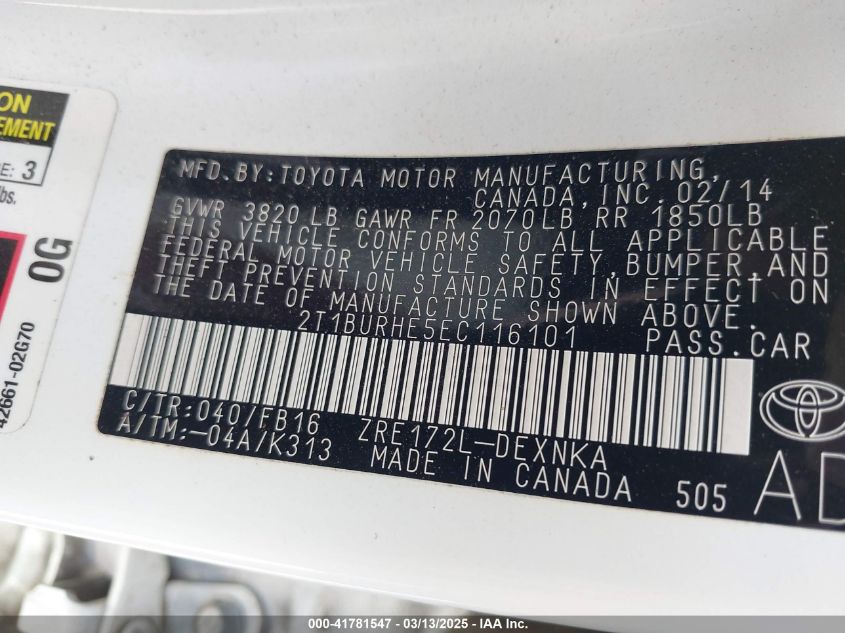 ON
EMENT
E: 3
lbs.
OG
42661-02G70
MFD. BY: TOYOTA MOTOR MANUFACTURING,
CANADA, INC. 02/14
GVWR 3820 LB GAWR FR 2070LB RR 1850LB
THIS VEHICLE CONFORMS TO ALL APPLICABLE
FEDERAL MOTOR VEHICLE SAFETY, BUMPER, AND
THEFT PREVENTION STANDARDS IN EFFECT ON
THE DATE OF MANUFACTURE SHOWN ABOVE.
2T1BURHE5EC116101 PASS. CAR
C/TR: 040/FB16 ZRE172L-DEXNKA
A/TM: -04A/K313 MADE IN CANADA 505 AD
000-41781547 | 03/13/2025 - IAA Inc.